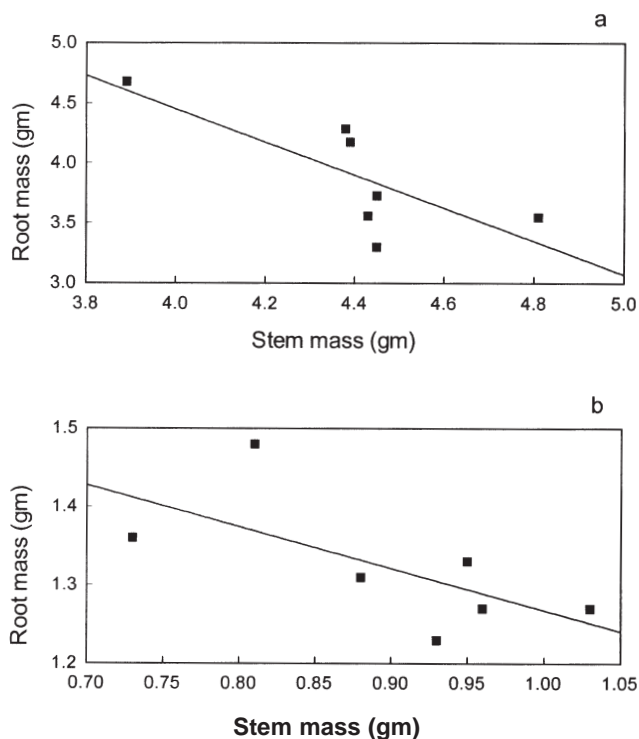 a
5.0
4.5
4.0
3.5
3.0
Root mass (gm)
3.8 4.0 4.2 4.4 4.6 4.8 5.0
Stem mass (gm)
b
1.5
1.4
1.3
1.2
Root mass (gm)
0.70 0.75 0.80 0.85 0.90 0.95 1.00 1.05
Stem mass (gm)